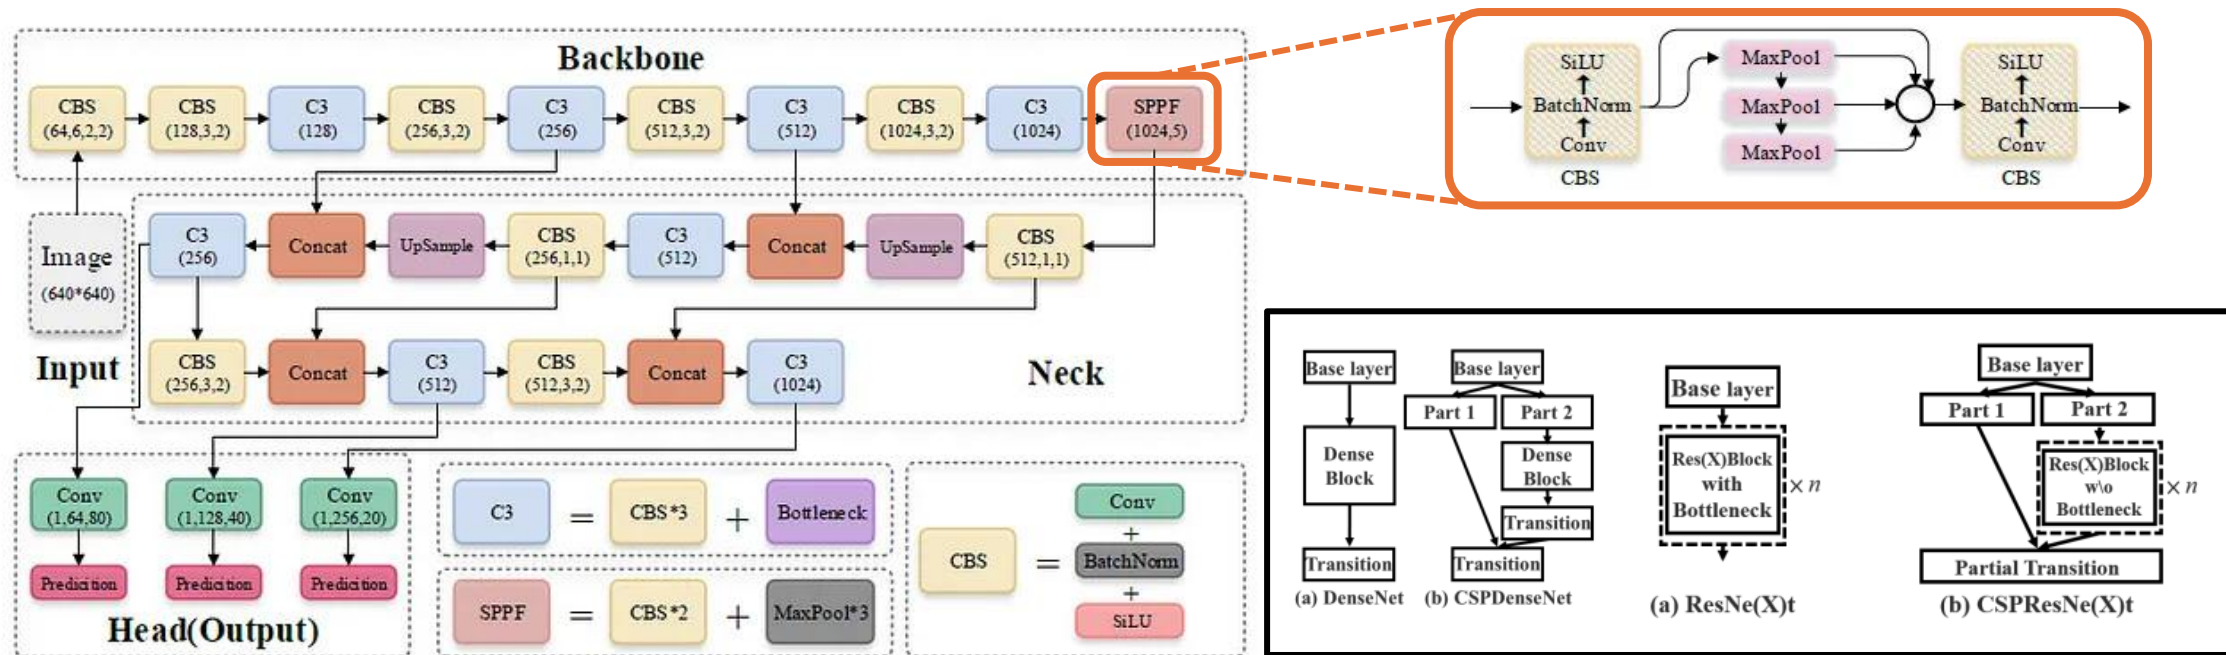 Backbone
CBS
(64,6,2,2)
CBS
(128,3,2)
C3
(128)
CBS
(256,3,2)
C3
(256)
CBS
(512,3,2)
C3
(512)
CBS
(1024,3,2)
C3
(1024)
SPPF
(1024,5)
Image
(640*640)
Input
C3
(256)
Concat
UpSample
CBS
(256,1,1)
C3
(512)
Concat
UpSample
CBS
(512,1,1)
CBS
(256,3,2)
Concat
C3
(512)
CBS
(512,3,2)
Concat
C3
(1024)
Neck
Conv
(1,64,80)
Conv
(1,128,40)
Conv
(1,256,20)
Predicition
Predicition
Predicition
Head(Output)
C3 = CBS*3 + Bottleneck
SPPF = CBS*2 + MaxPool*3
CBS =
Conv
+
BatchNorm
+
SiLU
SiLU
BatchNorm
Conv
CBS
MaxPool
MaxPool
MaxPool
SiLU
BatchNorm
Conv
CBS
Base layer
Dense
Block
Transition
(a) DenseNet
Base layer
Part 1
Part 2
Dense
Block
Transition
Transition
(b) CSPDenseNet
Base layer
Res(X)Block
with
Bottleneck
× n
(a) ResNe(X)t
Base layer
Part 1
Part 2
Res(X)Block
w\o
Bottleneck
× n
Partial Transition
(b) CSPResNe(X)t